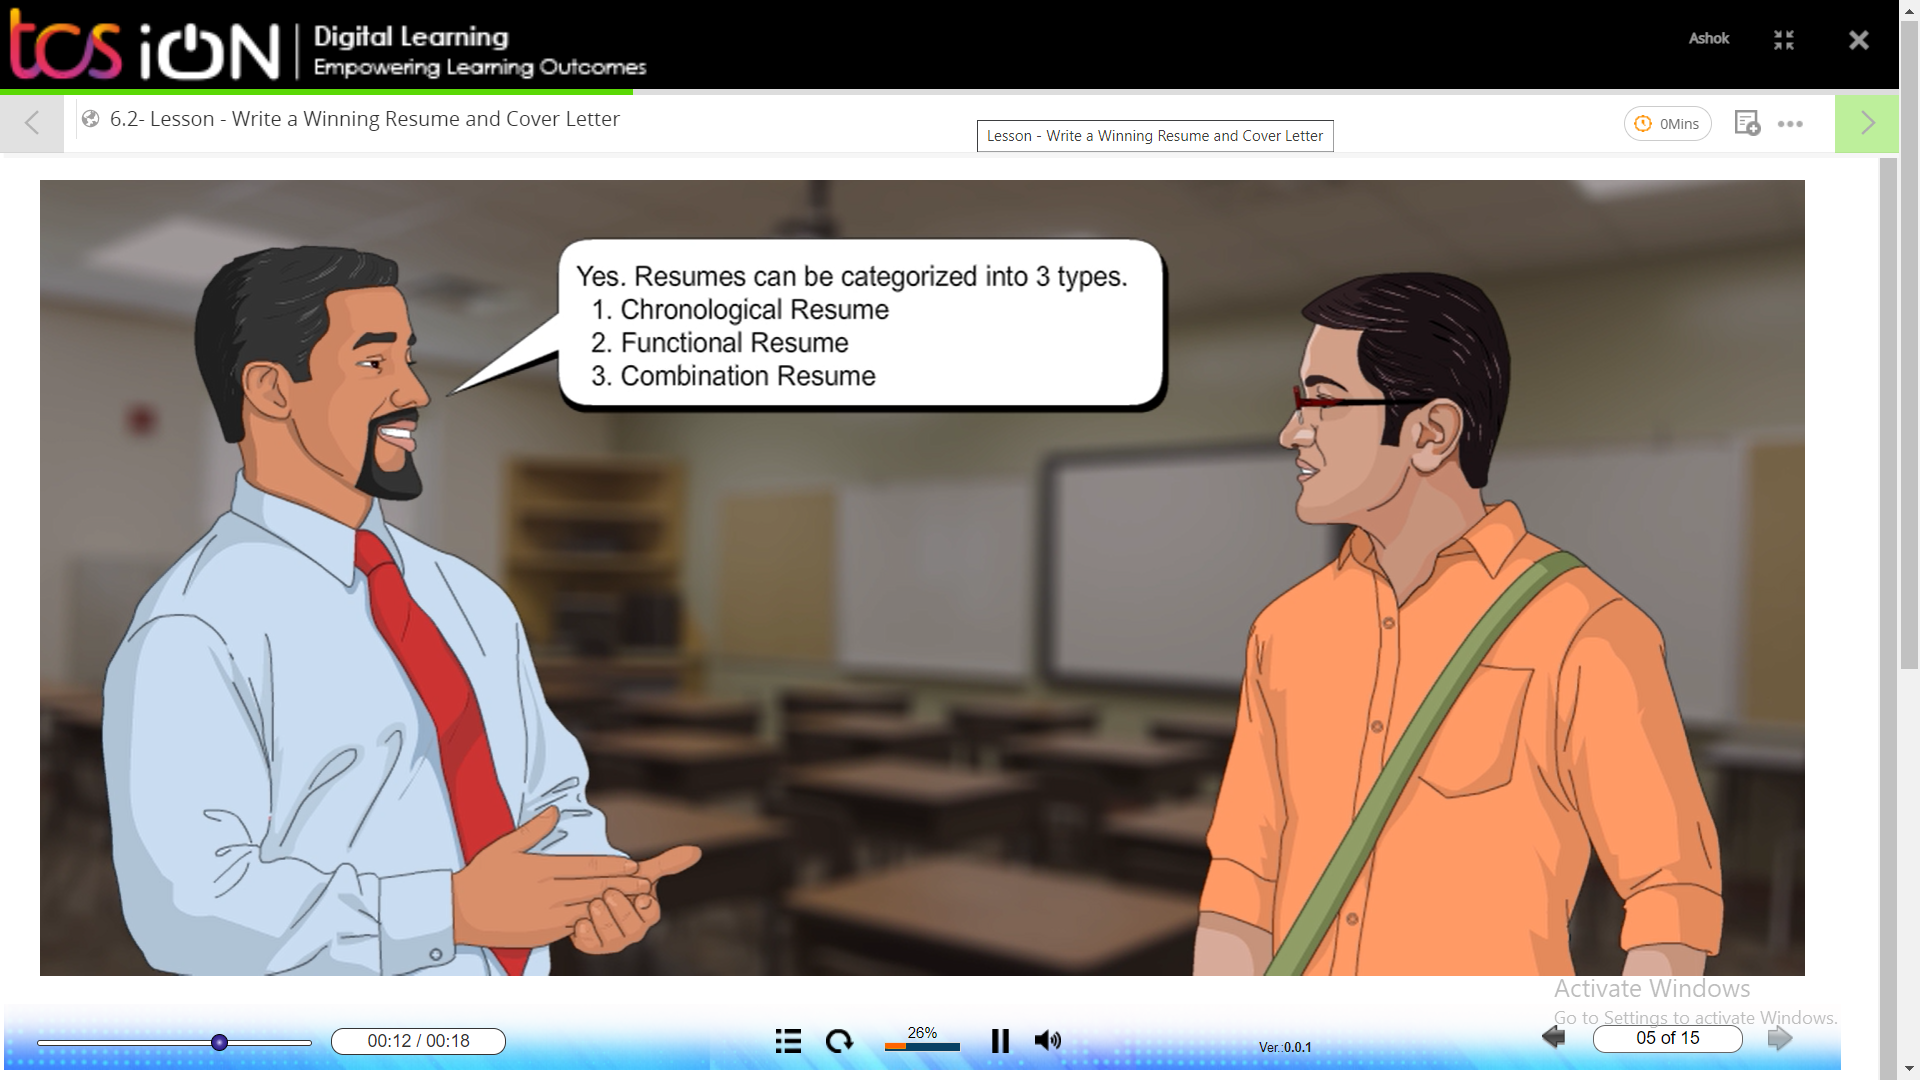 tcs iON
Digital Learning
Empowering Learning Outcomes
Ashok
6.2- Lesson - Write a Winning Resume and Cover Letter
Lesson - Write a Winning Resume and Cover Letter
0Mins
Yes. Resumes can be categorized into 3 types.
1. Chronological Resume
2. Functional Resume
3. Combination Resume
Activate Windows
Go to Settings to activate Windows.
00:12 / 00:18
26%
Ver.:0.0.1
05 of 15